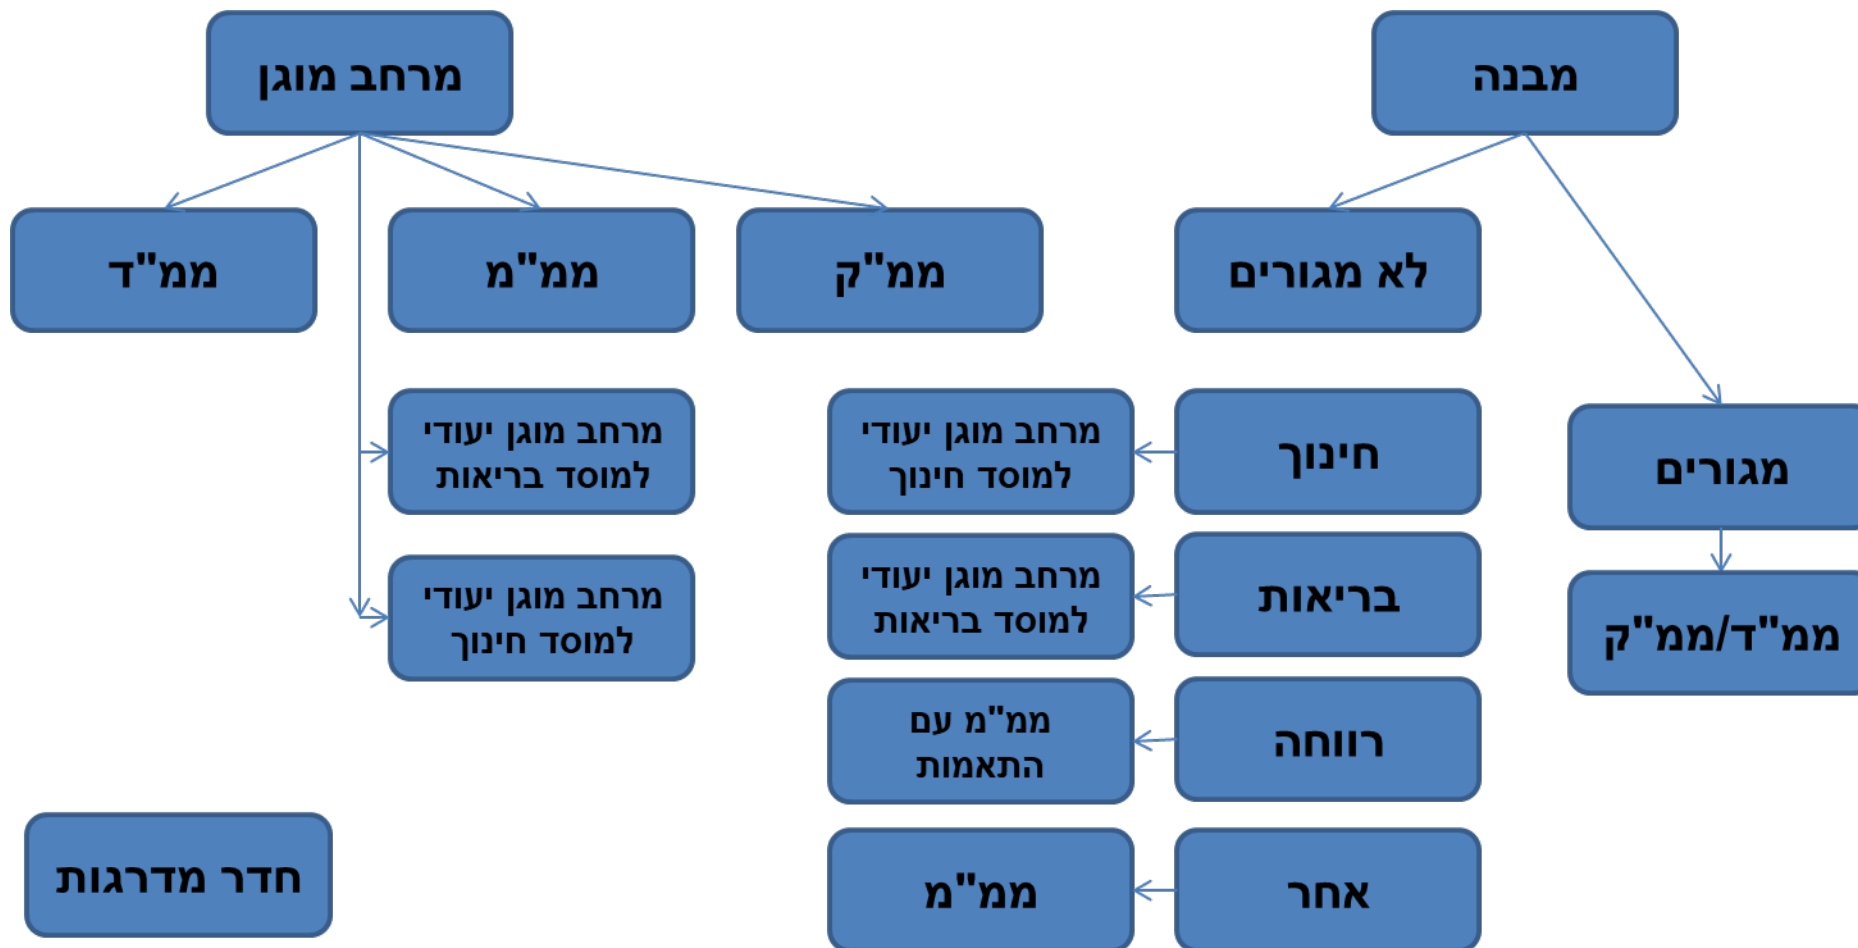 מבנה
מרחב מוגן
לא מגורים
ממ"ק
ממ"מ
ממ"ד
מגורים
ממ"ד/ממ"ק
חינוך
מרחב מוגן יעודי
למוסד חינוך
בריאות
מרחב מוגן יעודי
למוסד בריאות
רווחה
ממ"מ עם
התאמות
אחר
ממ"מ
מרחב מוגן יעודי
למוסד בריאות
מרחב מוגן יעודי
למוסד חינוך
חדר מדרגות